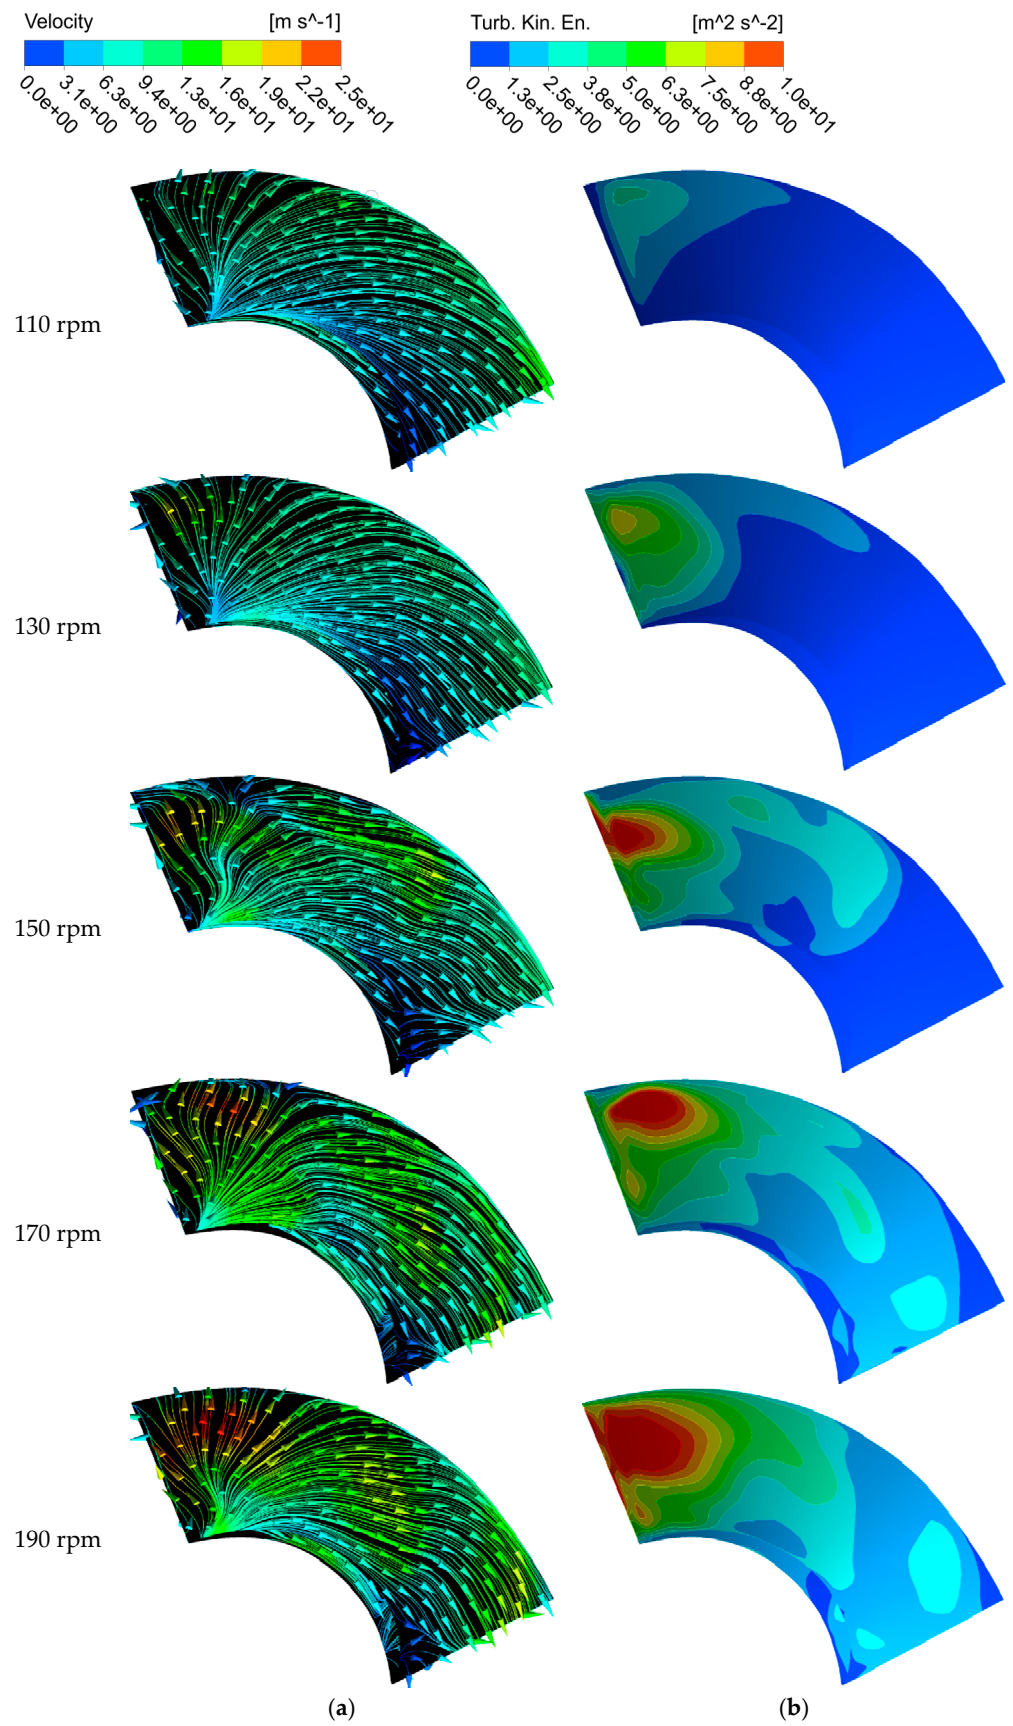 Velocity [m s^-1]
0.0e+00 3.1e+00 6.3e+00 9.4e+00 1.3e+01 1.6e+01 1.9e+01 2.2e+01 2.5e+01
Turb. Kin. En. [m^2 s^-2]
0.0e+00 1.3e+00 2.5e+00 3.8e+00 5.0e+00 6.3e+00 7.5e+00 8.8e+00 1.0e+01
110 rpm
130 rpm
150 rpm
170 rpm
190 rpm
(a) (b)